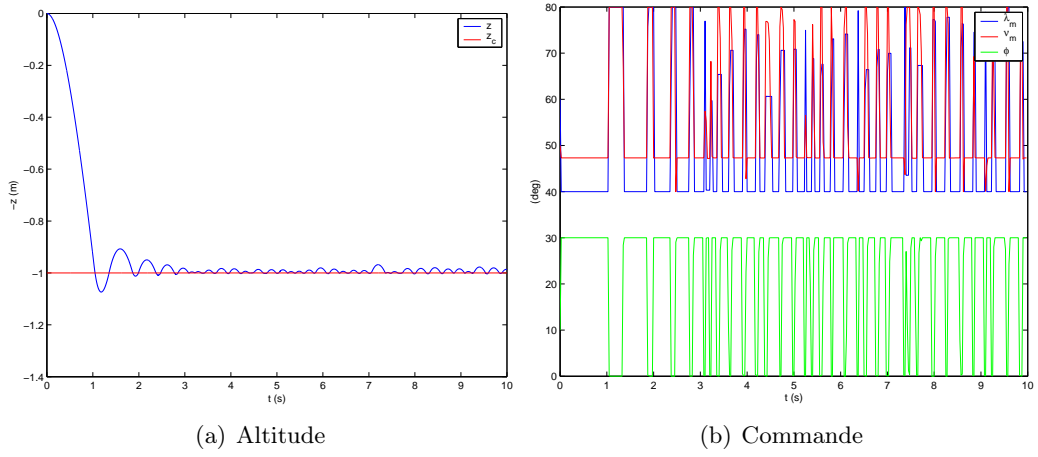 0
−0.2
−0.4
−0.6
−0.8
−1
−1.2
−1.4
0 1 2 3 4 5 6 7 8 9 10
t (s)
−z (m)
z
z_c
(a) Altitude
80
70
60
50
40
30
20
10
0
0 1 2 3 4 5 6 7 8 9 10
t (s)
(deg)
λ_m
ν_m
ϕ
(b) Commande